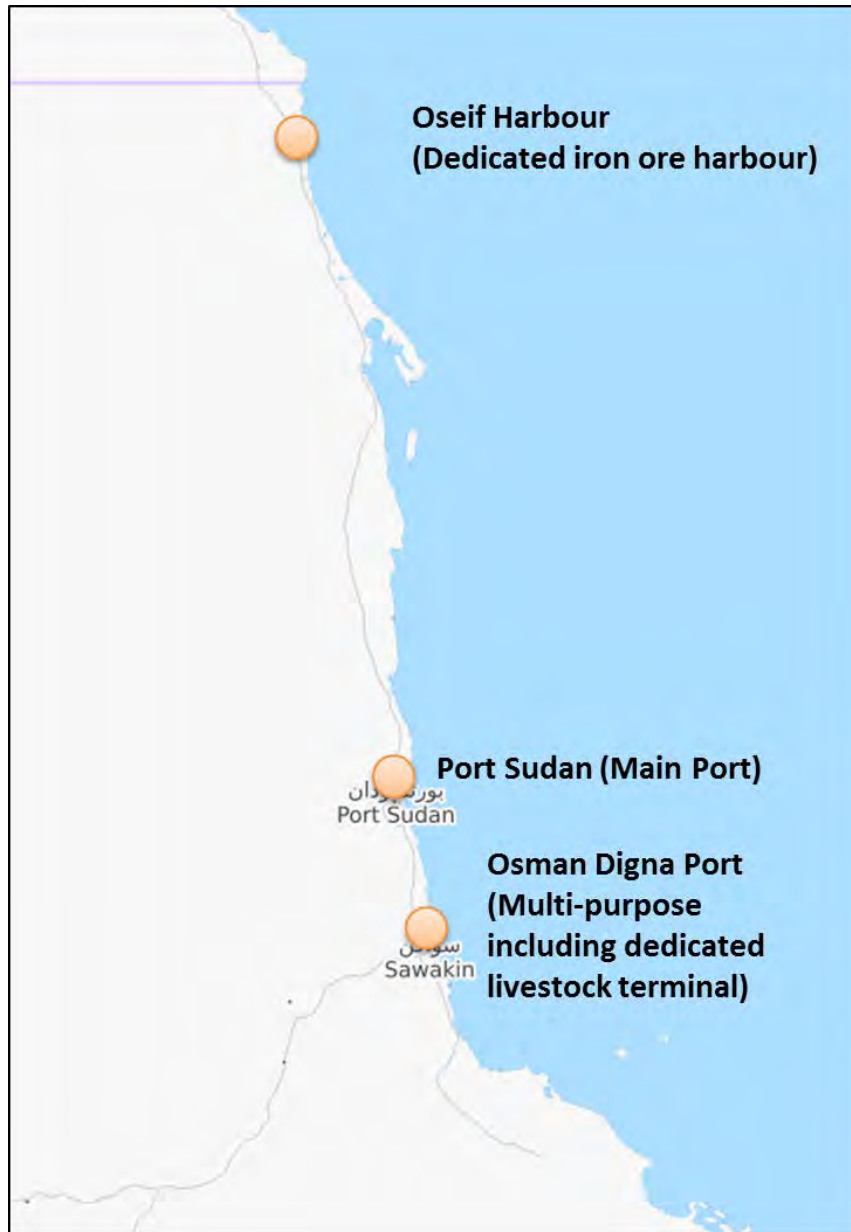 Oseif Harbour
(Dedicated iron ore harbour)
Port Sudan (Main Port)
Port Sudan
Osman Digna Port
(Multi-purpose
including dedicated
livestock terminal)
Sawakin